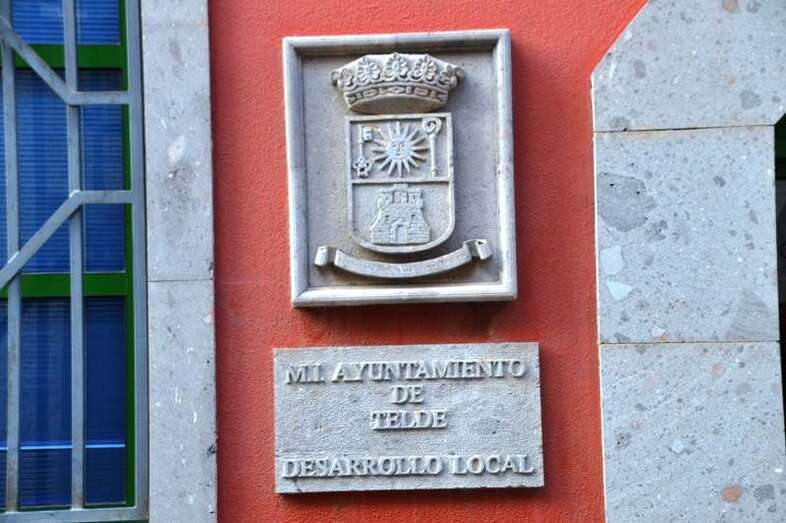 M.I. AYUNTAMIENTO
DE
TELDE
DESARROLLO LOCAL